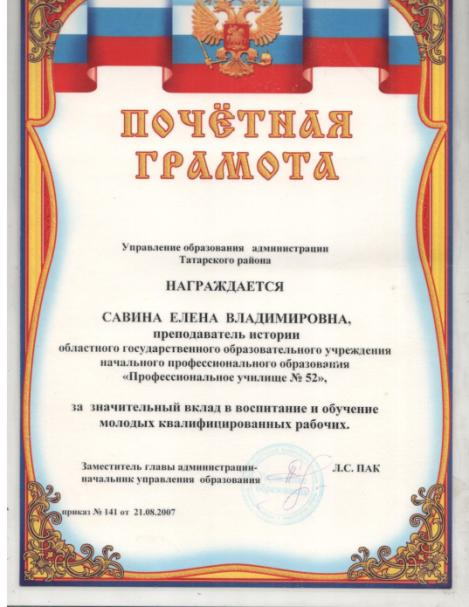 ПОЧЁТНАЯ
ГРАМОТА
Управление образования администрации
Татарского района
НАГРАЖДАЕТСЯ
САВИНА ЕЛЕНА ВЛАДИМИРОВНА,
преподаватель истории
областного государственного образовательного учреждения
начального профессионального образования
«Профессиональное училище № 52»,
за значительный вклад в воспитание и обучение
молодых квалифицированных рабочих.
Заместитель главы администрации-
начальник управления образования
Л.С. ПАК
приказ № 141 от 21.08.2007